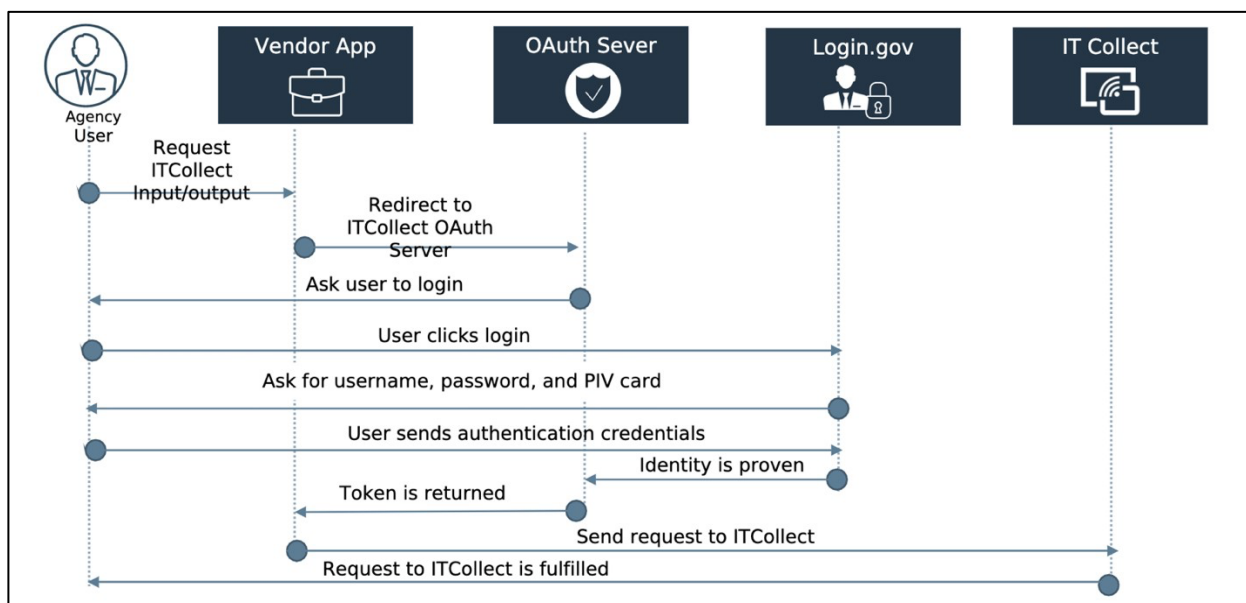 Vendor App
OAuth Sever
Login.gov
IT Collect
Agency
User
Request
ITCollect
Input/output
Redirect to
ITCollect OAuth
Server
Ask user to login
User clicks login
Ask for username, password, and PIV card
User sends authentication credentials
Identity is proven
Token is returned
Send request to ITCollect
Request to ITCollect is fulfilled